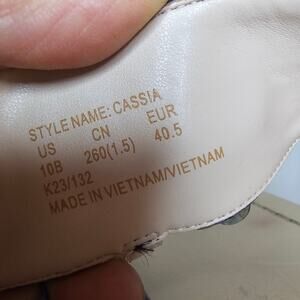 STYLE NAME: CASSIA
US CN EUR
10B 260(1.5) 40.5
K23/132
MADE IN VIETNAM/VIETNAM